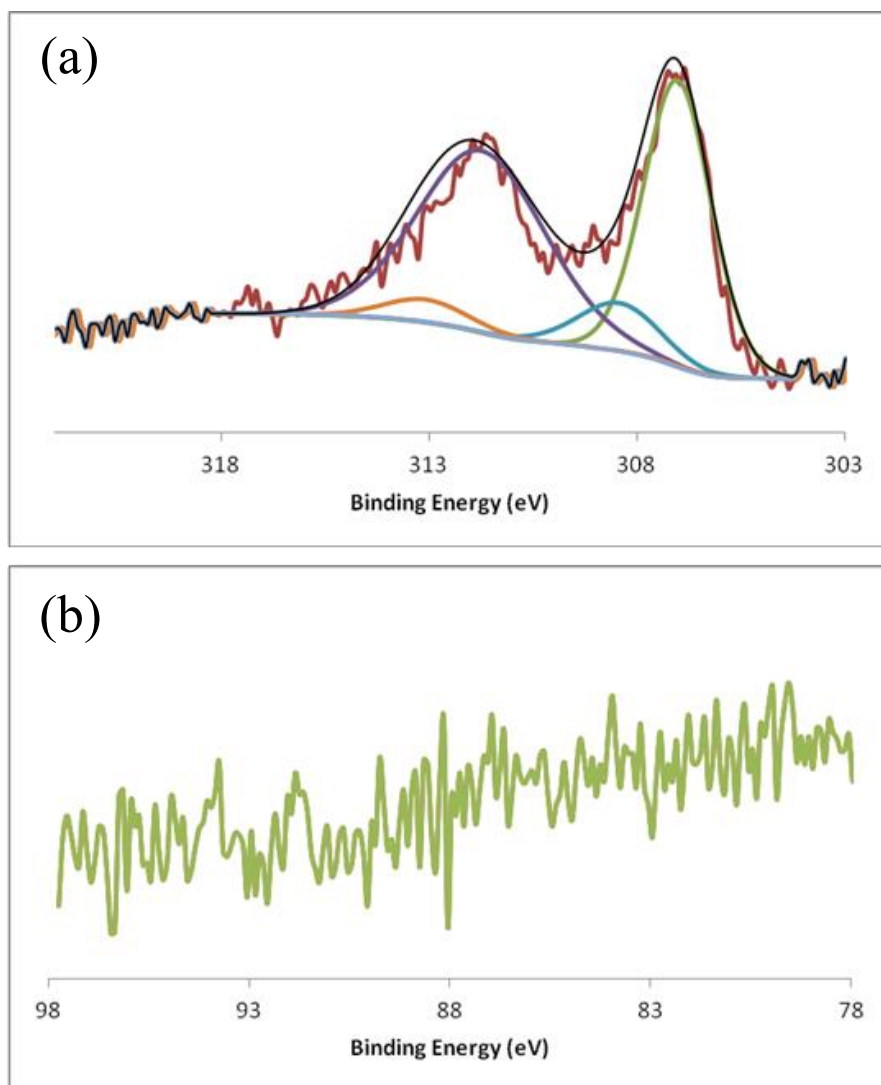 (a)
318 313 308 303
Binding Energy (eV)
(b)
98 93 88 83 78
Binding Energy (eV)